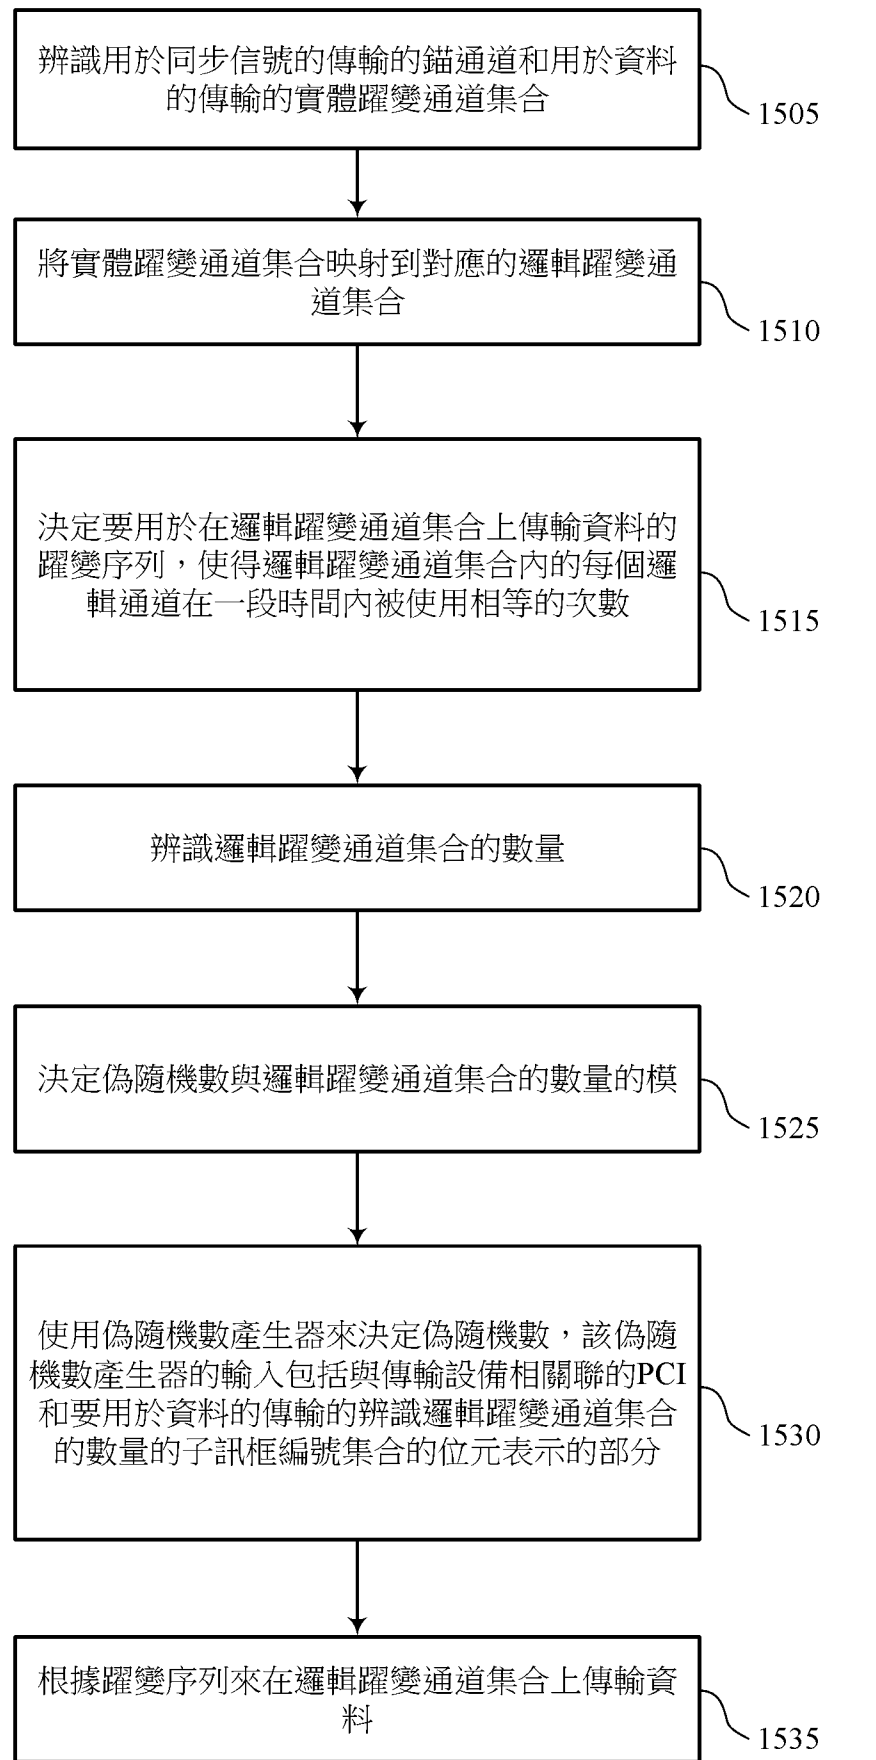 辨識用於同步信號的傳輸的錨通道和用於資料
的傳輸的實體躍變通道集合
1505
將實體躍變通道集合映射到對應的邏輯躍變通
道集合
1510
決定要用於在邏輯躍變通道集合上傳輸資料的
躍變序列，使得邏輯躍變通道集合內的每個邏
輯通道在一段時間內被使用相等的次數
1515
辨識邏輯躍變通道集合的數量
1520
決定偽隨機數與邏輯躍變通道集合的數量的模
1525
使用偽隨機數產生器來決定偽隨機數，該偽隨
機數產生器的輸入包括與傳輸設備相關聯的PCI
和要用於資料的傳輸的辨識邏輯躍變通道集合
的數量的子訊框編號集合的位元表示的部分
1530
根據躍變序列來在邏輯躍變通道集合上傳輸資
料
1535